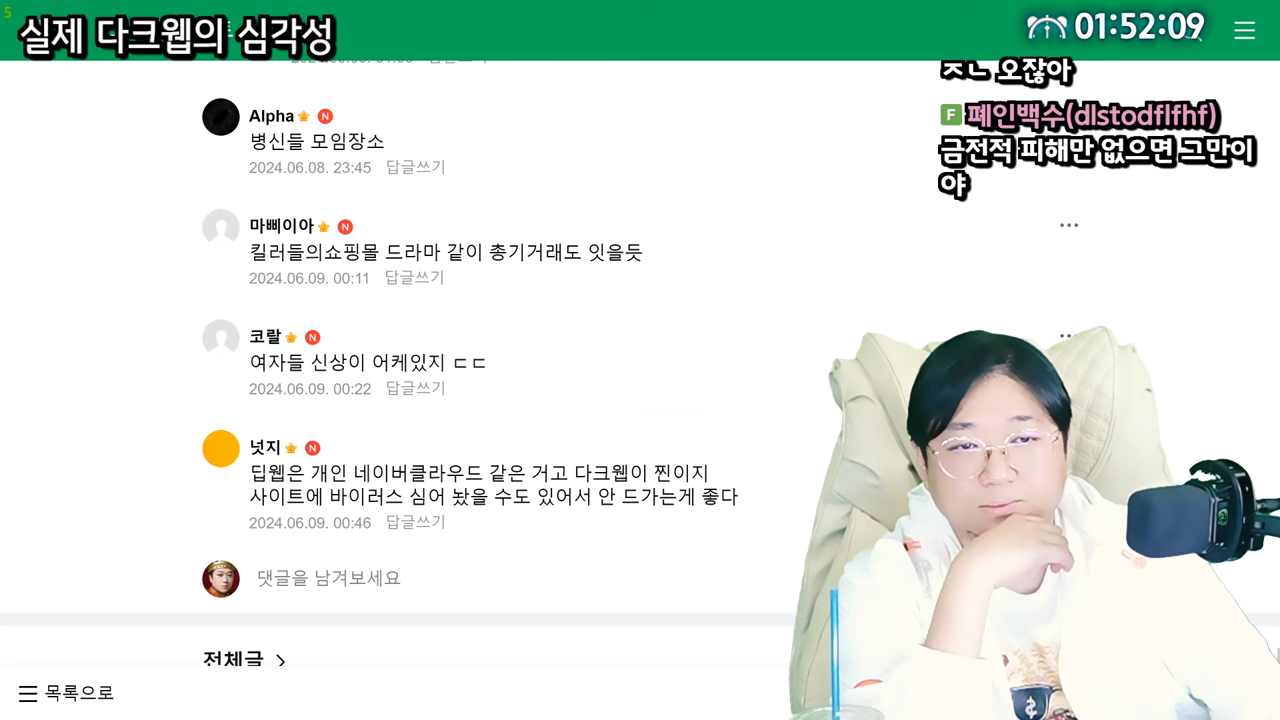 5
실제 다크웹의 심각성
01:52:09
ㅈㄴ 오잖아
F 폐인백수(dlstodflfhf)
금전적 피해만 없으면 그만이
야
Alpha N
병신들 모임장소
2024.06.08. 23:45 답글쓰기
마삐이아 N
킬러들의쇼핑몰 드라마 같이 총기거래도 잇을듯
2024.06.09. 00:11 답글쓰기
코랄 N
여자들 신상이 어케있지 ㄷㄷ
2024.06.09. 00:22 답글쓰기
넛지 N
딥웹은 개인 네이버클라우드 같은 거고 다크웹이 찐이지
사이트에 바이러스 심어 놨을 수도 있어서 안 드가는게 좋다
2024.06.09. 00:46 답글쓰기
댓글을 남겨보세요
전체글
목록으로